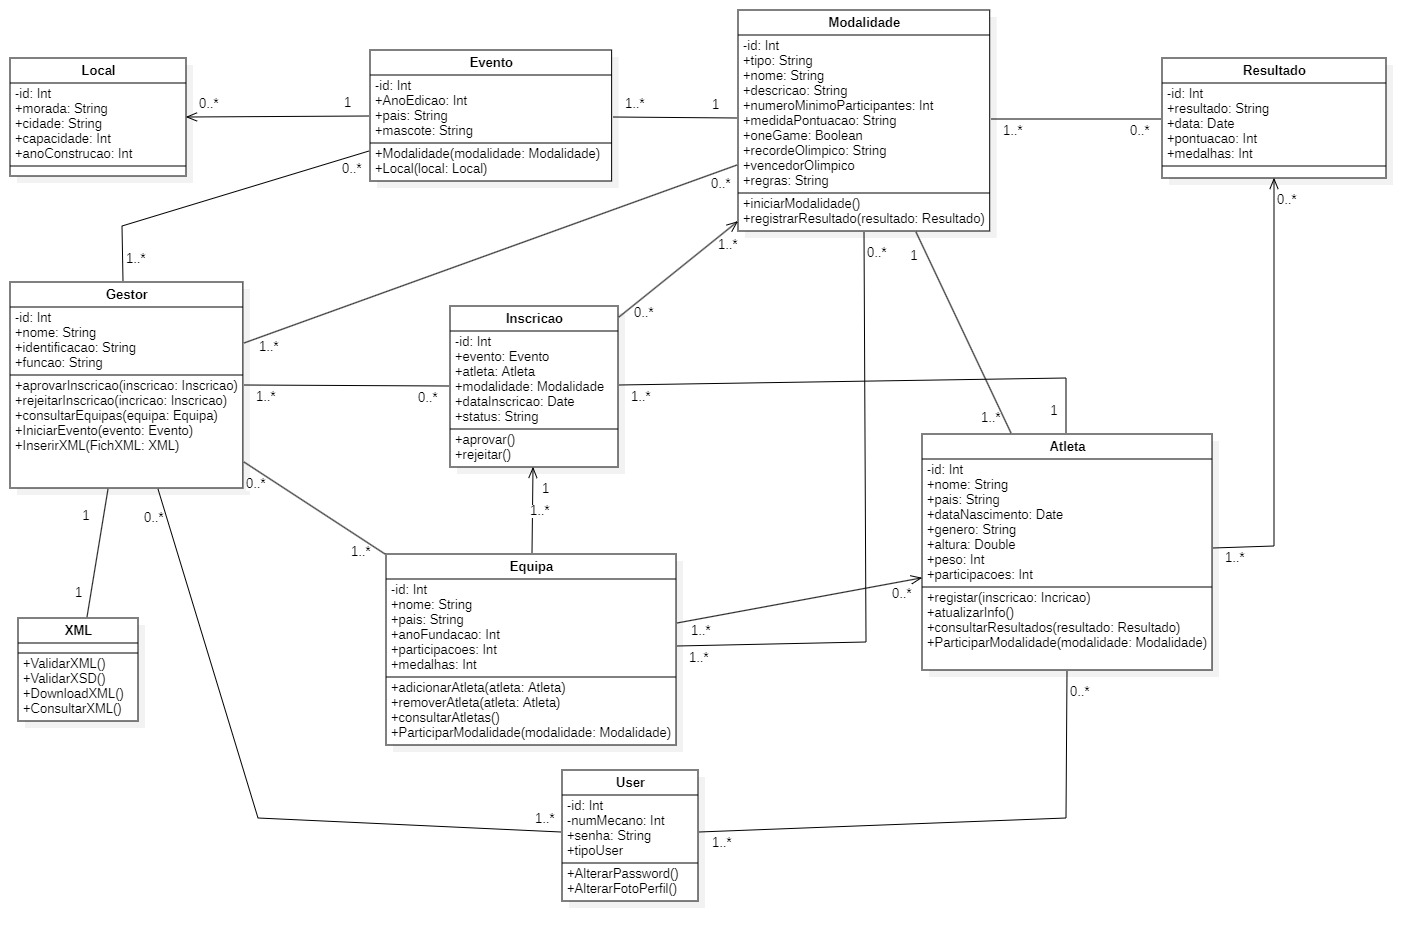 Local
-id: Int
+morada: String
+cidade: String
+capacidade: Int
+anoConstrucao: Int
0..*
1
Evento
-id: Int
+AnoEdicao: Int
+pais: String
+mascote: String
+Modalidade(modalidade: Modalidade)
+Local(local: Local)
1..*
1
0..*
1..*
Modalidade
-id: Int
+tipo: String
+nome: String
+descricao: String
+numeroMinimoParticipantes: Int
+medidaPontuacao: String
+oneGame: Boolean
+recordeOlimpico: String
+vencedorOlimpico
+regras: String
+iniciarModalidade()
+registrarResultado(resultado: Resultado)
1..*
0..*
Resultado
-id: Int
+resultado: String
+data: Date
+pontuacao: Int
+medalhas: Int
0..*
0..*
1..*
0..*
1
Gestor
-id: Int
+nome: String
+identificacao: String
+funcao: String
+aprovarInscricao(inscricao: Inscricao)
+rejeitarInscricao(incricao: Inscricao)
+consultarEquipas(equipa: Equipa)
+IniciarEvento(evento: Evento)
+InserirXML(FichXML: XML)
1..*
1..*
0..*
0..*
1
0..*
Inscricao
-id: Int
+evento: Evento
+atleta: Atleta
+modalidade: Modalidade
+dataInscricao: Date
+status: String
+aprovar()
+rejeitar()
0..*
1..*
1
1..*
1..*
1
Atleta
-id: Int
+nome: String
+pais: String
+dataNascimento: Date
+genero: String
+altura: Double
+peso: Int
+participacoes: Int
+registar(inscricao: Incricao)
+atualizarInfo()
+consultarResultados(resultado: Resultado)
+ParticiparModalidade(modalidade: Modalidade)
1..*
0..*
0..*
1..*
Equipa
-id: Int
+nome: String
+pais: String
+anoFundacao: Int
+participacoes: Int
+medalhas: Int
+adicionarAtleta(atleta: Atleta)
+removerAtleta(atleta: Atleta)
+consultarAtletas()
+ParticiparModalidade(modalidade: Modalidade)
1..*
1..*
1
XML
+ValidarXML()
+ValidarXSD()
+DownloadXML()
+ConsultarXML()
User
-id: Int
-numMecano: Int
+senha: String
+tipoUser
+AlterarPassword()
+AlterarFotoPerfil()
1..*
1..*